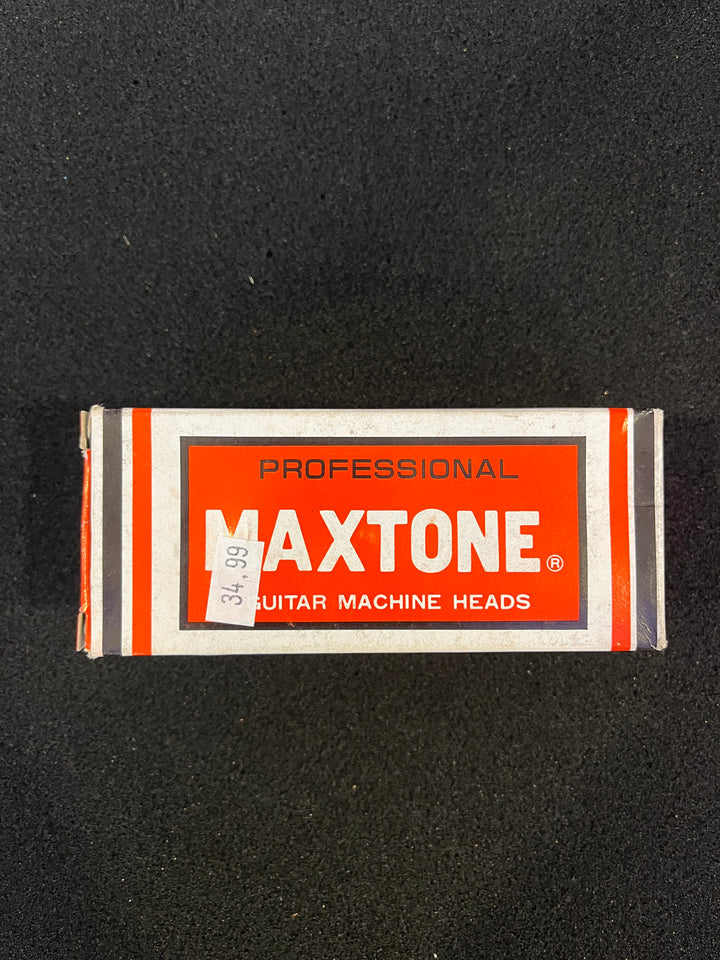 PROFESSIONAL
MAXTONE®
34,99
GUITAR MACHINE HEADS